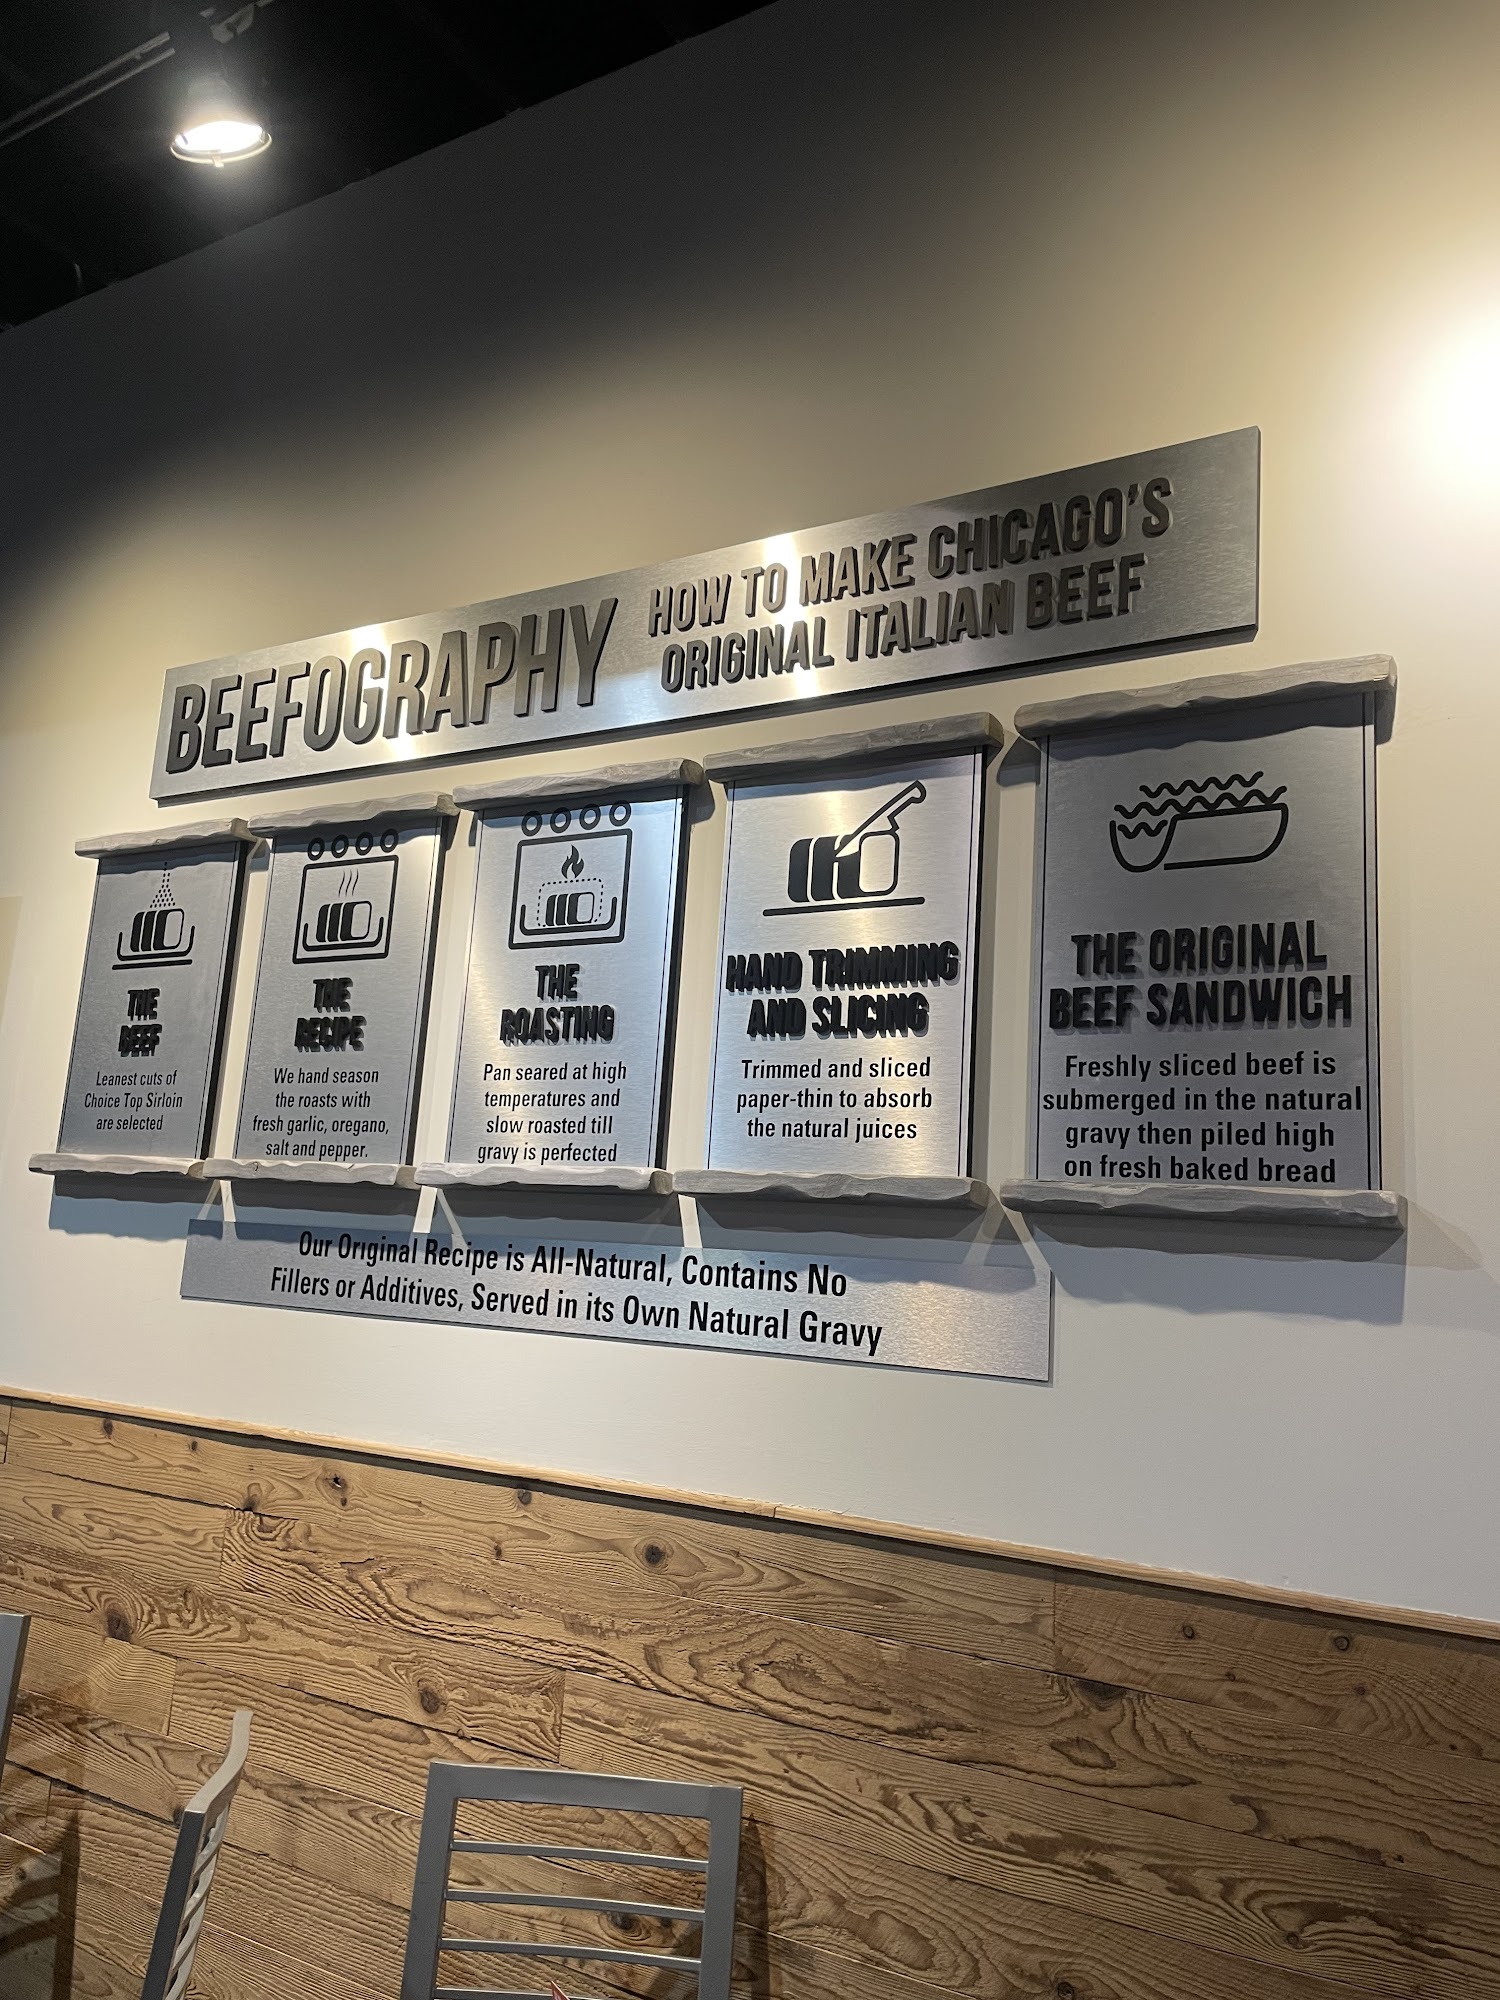 BEEFOGRAPHY
HOW TO MAKE CHICAGO'S
ORIGINAL ITALIAN BEEF
THE
BEEF
Leanest cuts of
Choice Top Sirloin
are selected
THE
RECIPE
We hand season
the roasts with
fresh garlic, oregano,
salt and pepper.
THE
ROASTING
Pan seared at high
temperatures and
slow roasted till
gravy is perfected
HAND TRIMMING
AND SLICING
Trimmed and sliced
paper-thin to absorb
the natural juices
THE ORIGINAL
BEEF SANDWICH
Freshly sliced beef is
submerged in the natural
gravy then piled high
on fresh baked bread
Our Original Recipe is All-Natural, Contains No
Fillers or Additives, Served in its Own Natural Gravy